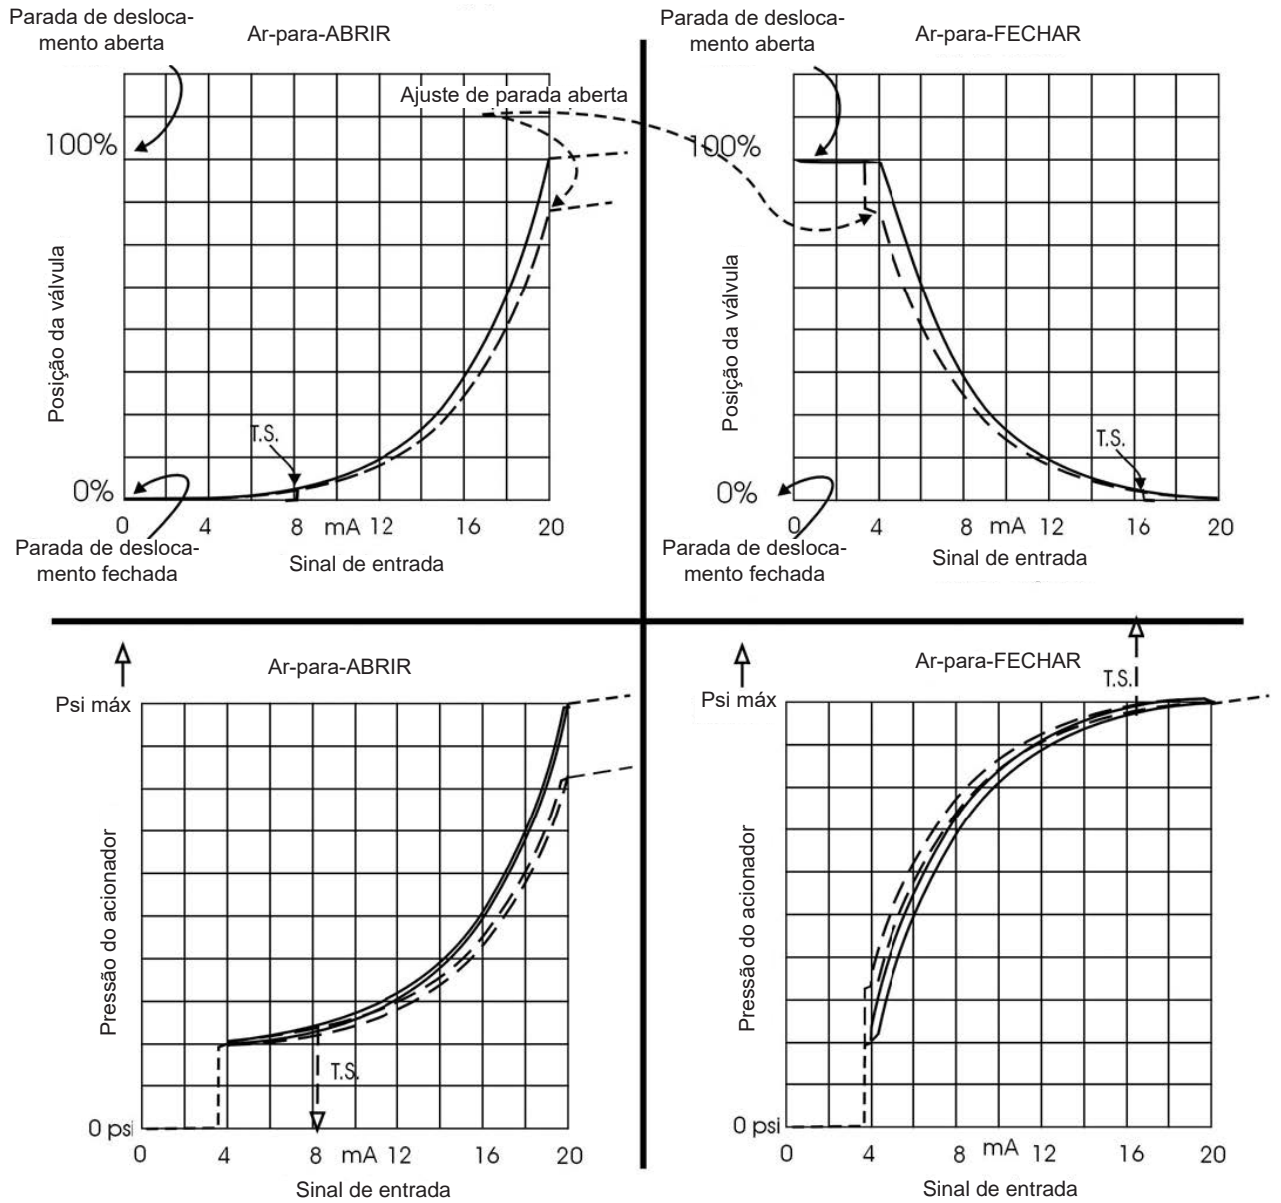 Parada de desloca-
mento aberta
Ar-para-ABRIR
Ajuste de parada aberta
100%
Posição da válvula
T.S.
0%
0 4 8 mA 12 16 20
Parada de desloca-
mento fechada
Sinal de entrada
Parada de desloca-
mento aberta
Ar-para-FECHAR
100%
Posição da válvula
T.S.
0%
0 4 8 mA 12 16 20
Parada de desloca-
mento fechada
Sinal de entrada
Ar-para-ABRIR
Psi máx
Pressão do acionador
T.S.
0 psi
0 4 8 mA 12 16 20
Sinal de entrada
Ar-para-FECHAR
T.S.
Psi máx
Pressão do acionador
0 psi
0 4 8 mA 12 16 20
Sinal de entrada